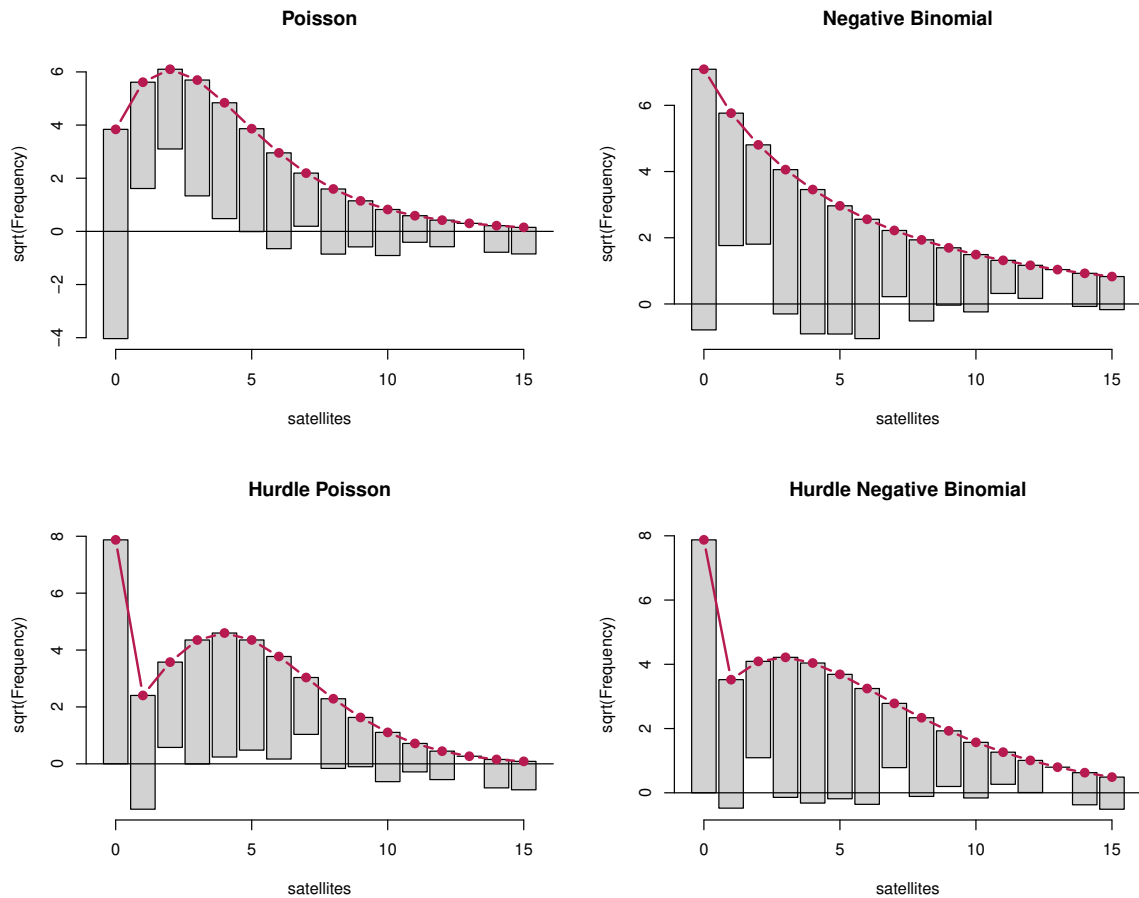 Poisson
sqrt(Frequency)
6
4
2
0
−2
−4
0 5 10 15
satellites
Negative Binomial
sqrt(Frequency)
6
4
2
0
0 5 10 15
satellites
Hurdle Poisson
sqrt(Frequency)
8
6
4
2
0
0 5 10 15
satellites
Hurdle Negative Binomial
sqrt(Frequency)
8
6
4
2
0
0 5 10 15
satellites